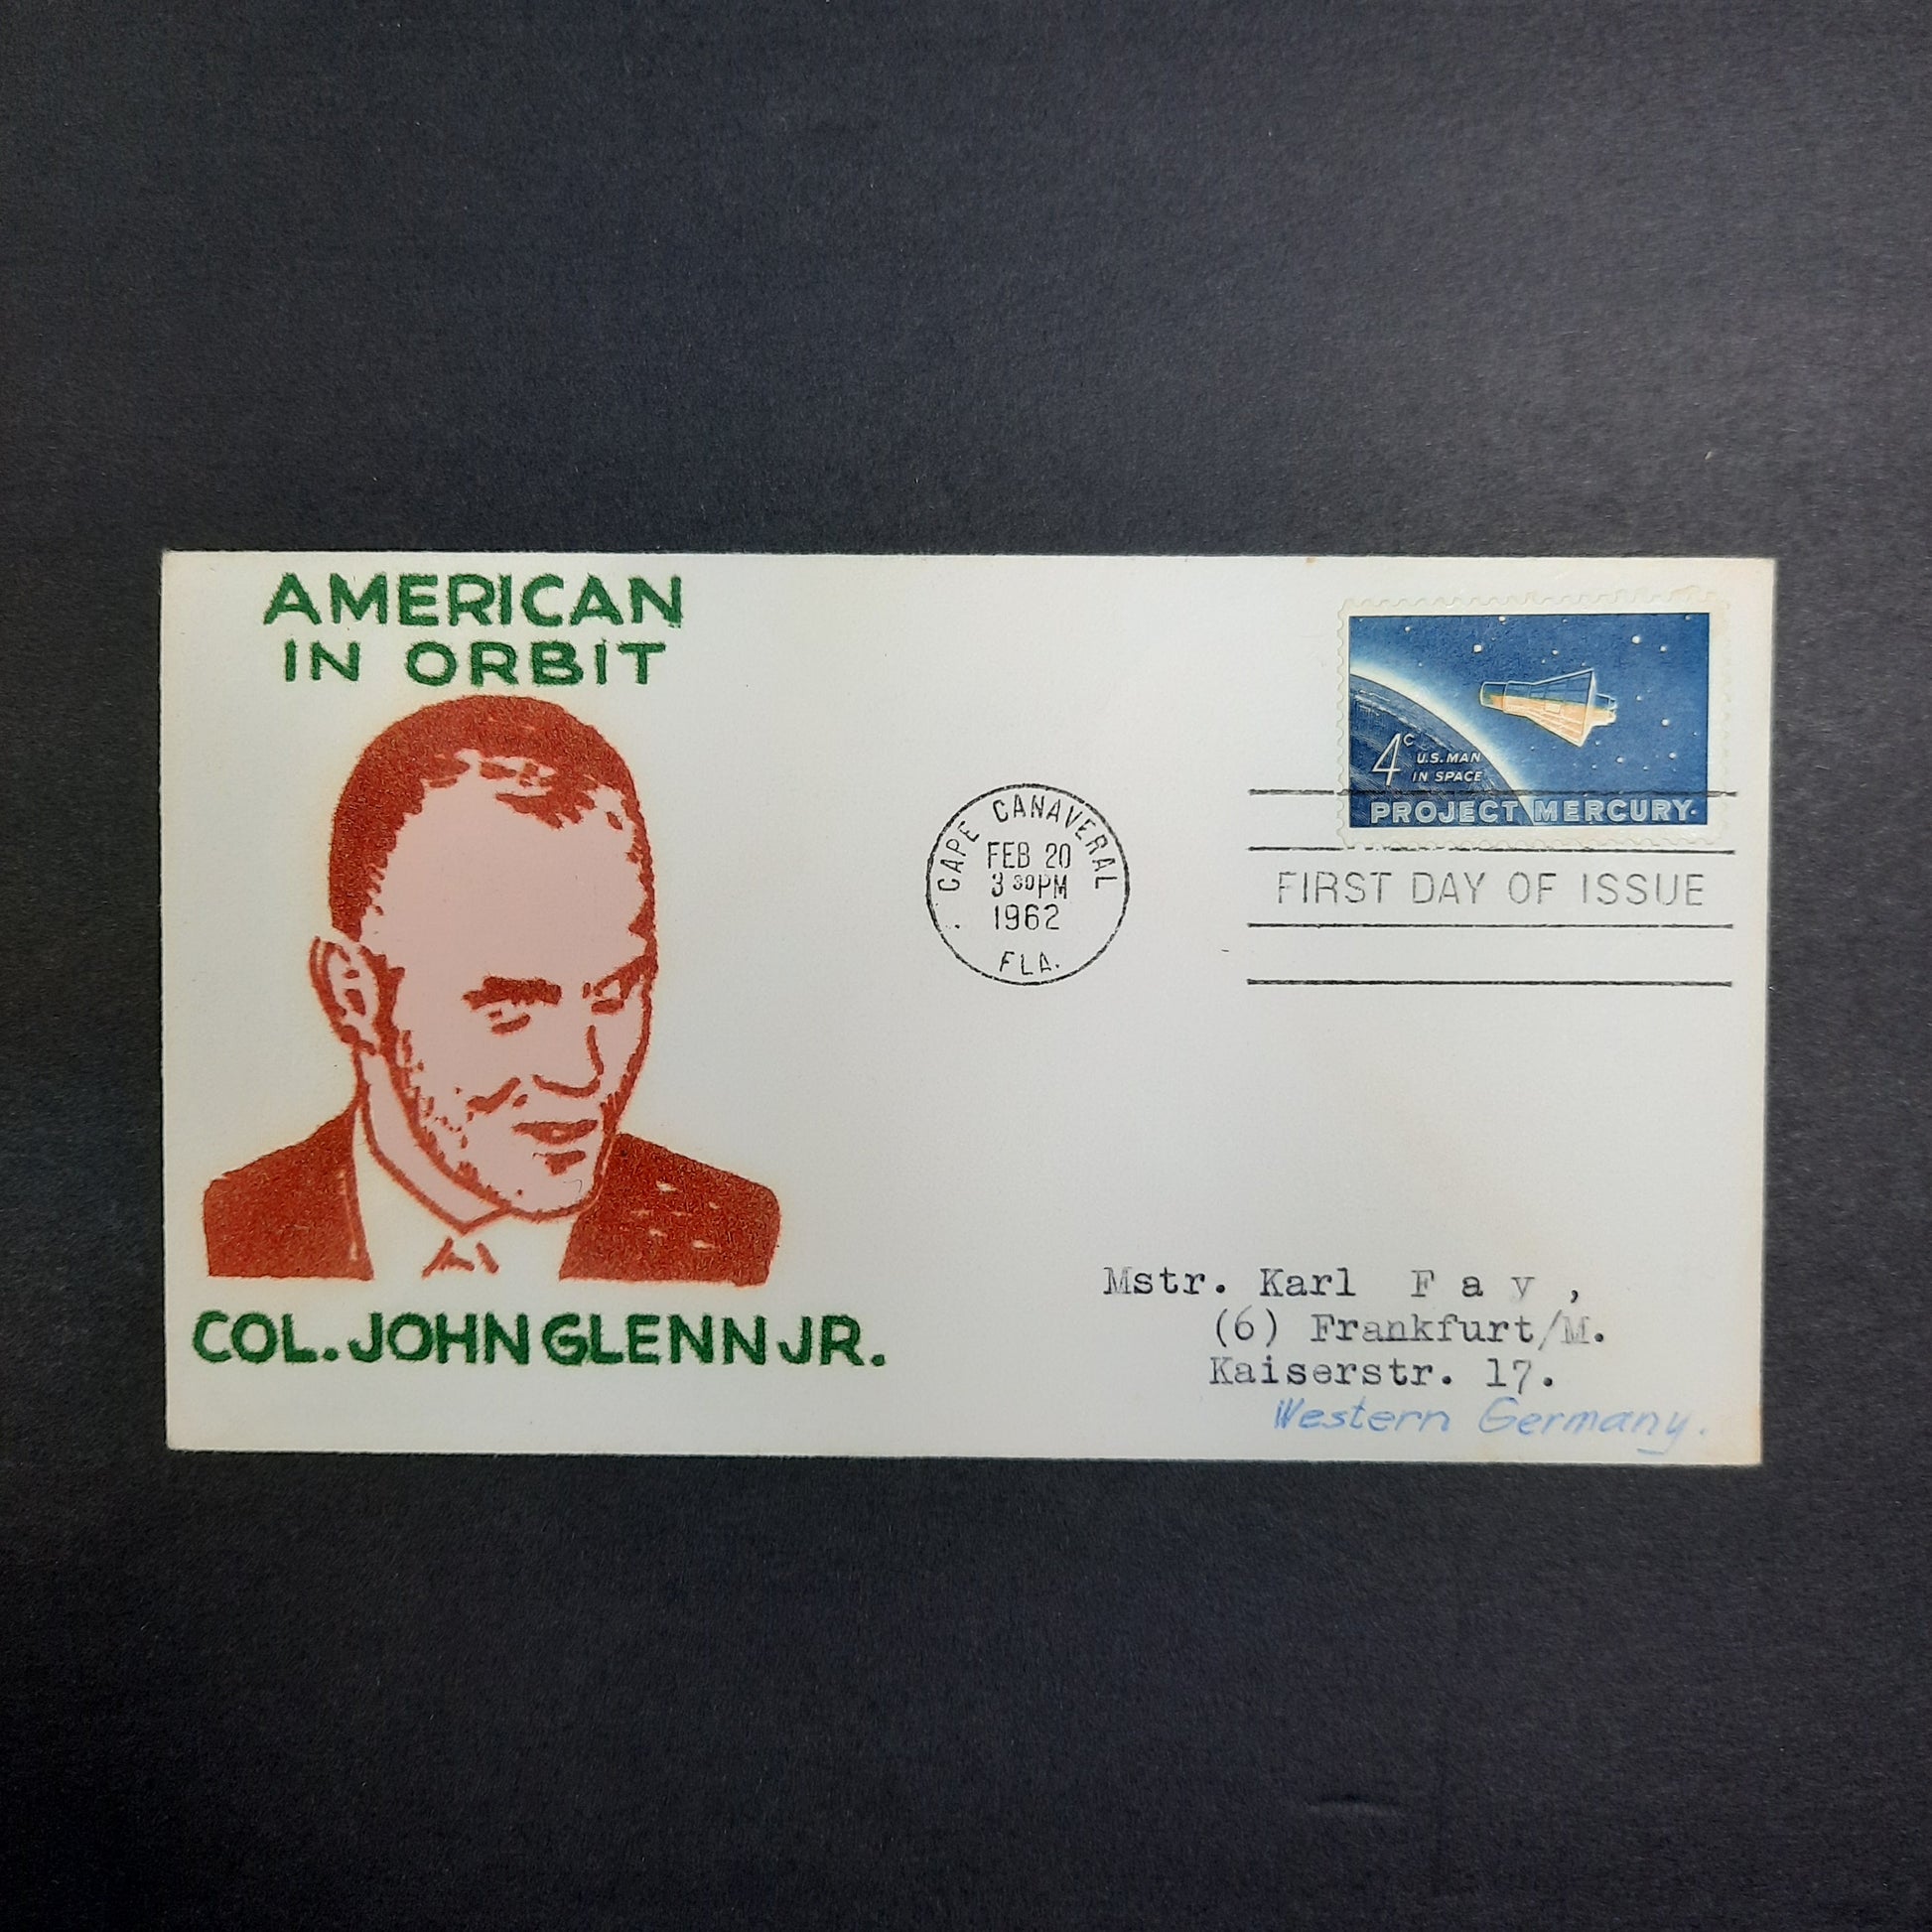 AMERICAN
IN ORBIT
COL. JOHN GLENN JR.
CAPE CANAVERAL
FEB 20
3 30 PM
1962
FLA.
4c U.S. MAN
IN SPACE
PROJECT MERCURY
FIRST DAY OF ISSUE
Mstr. Karl F a y ,
(6) Frankfurt/M.
Kaiserstr. 17.
Western Germany.